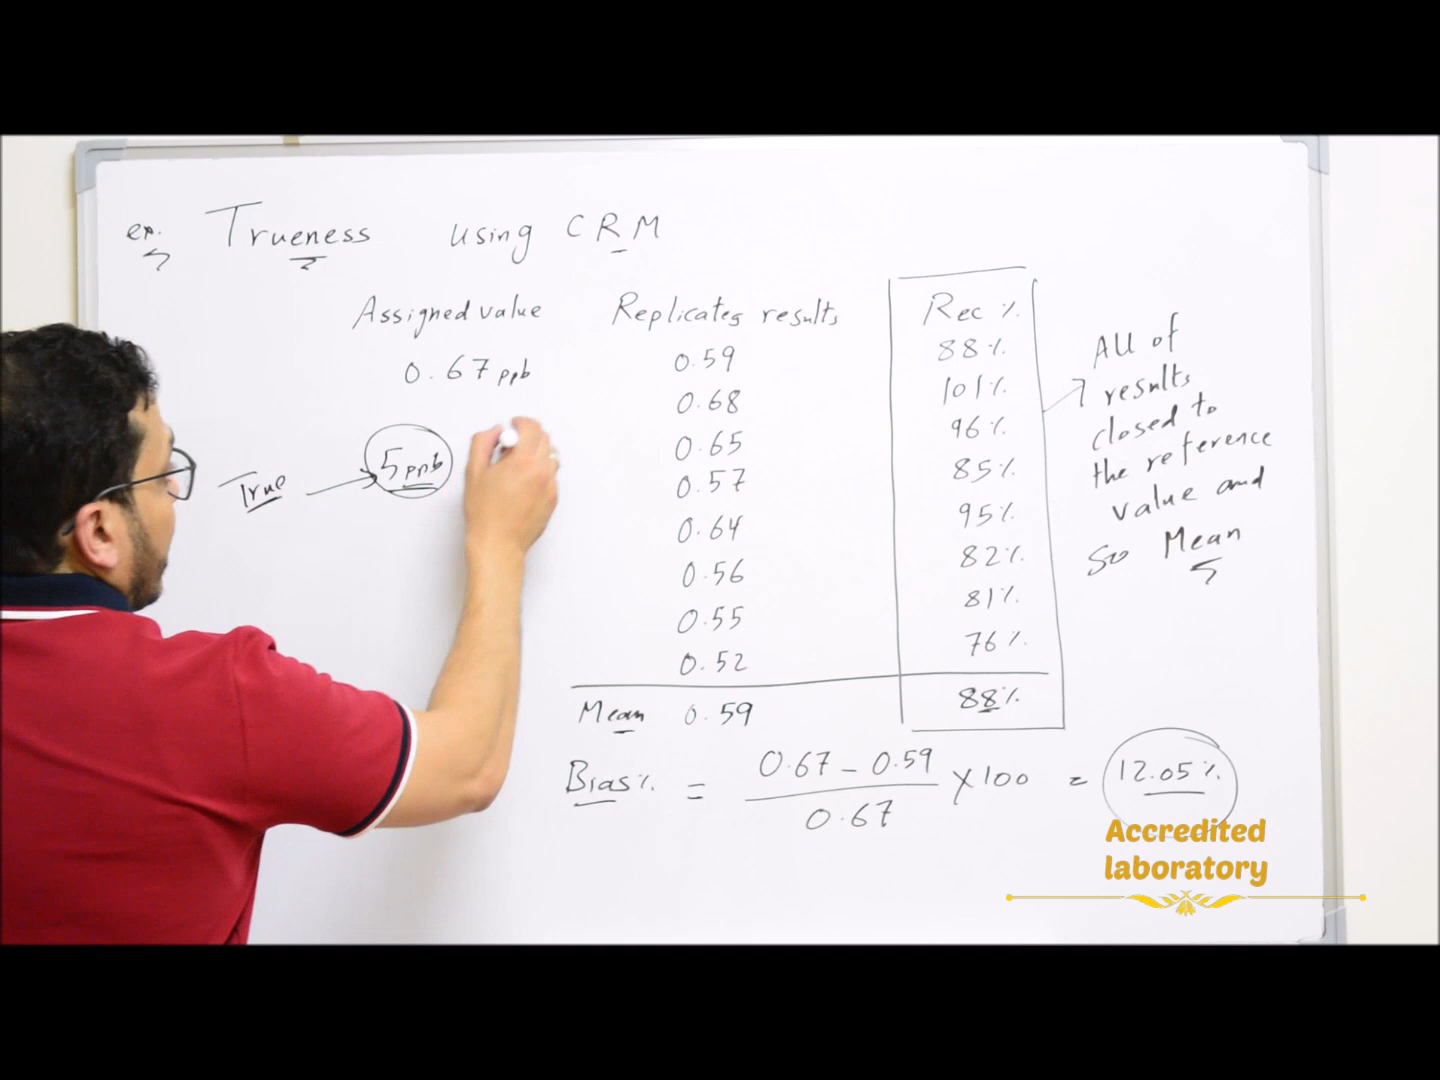 ex. Trueness using CRM
Assigned value Replicates results Rec %
0.67 ppb 0.59 88%
0.68 101%
0.65 96%
0.57 85%
0.64 95%
0.56 82%
0.55 81%
0.52 76%
Mean 0.59 88%
True 5 ppb
All of
results
closed to
the reference
value and
so Mean
Bias% = 0.67 - 0.59 × 100 = 12.05%
0.67
Accredited
laboratory